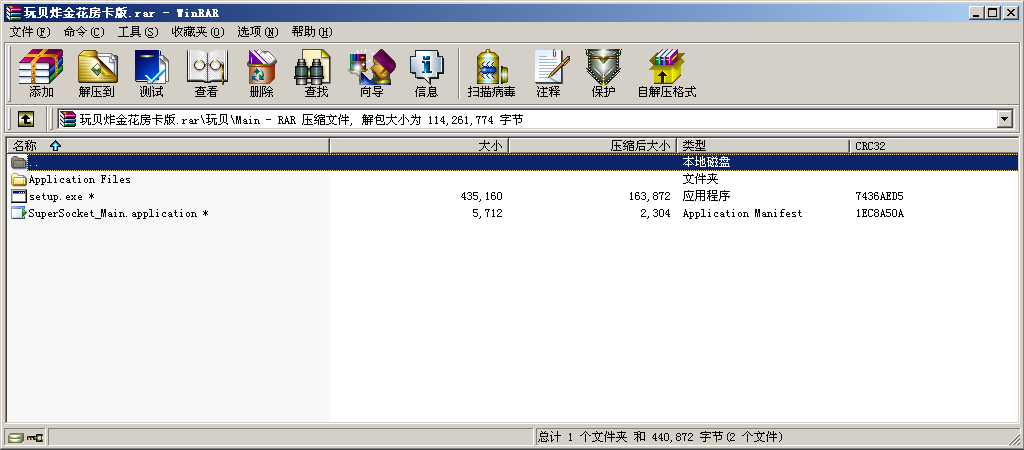 玩贝炸金花房卡版.rar - WinRAR
文件(F) 命令(C) 工具(S) 收藏夹(O) 选项(N) 帮助(H)
添加 解压到 测试 查看 删除 查找 向导 信息 扫描病毒 注释 保护 自解压格式
玩贝炸金花房卡版.rar\玩贝\Main - RAR 压缩文件, 解包大小为 114,261,774 字节
名称 大小 压缩后大小 类型 CRC32
.. 本地磁盘
Application Files 文件夹
setup.exe * 435,160 163,872 应用程序 7436AED5
SuperSocket_Main.application * 5,712 2,304 Application Manifest 1EC8A50A
总计 1 个文件夹 和 440,872 字节(2 个文件)